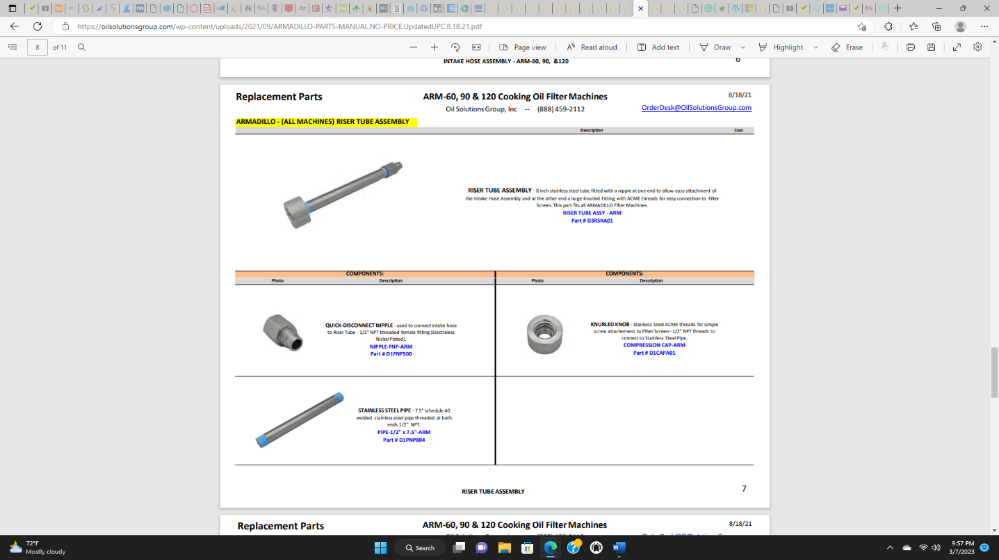 https://oilsolutionsgroup.com/wp-content/uploads/2021/09/ARMADILLO-PARTS-MANUAL.NO-PRICE.UpdatedUPC.8.18.21.pdf
8 of 11
Page view
Read aloud
Add text
Draw
Highlight
Erase
INTAKE HOSE ASSEMBLY - ARM-60, 90, &120
6
Replacement Parts
ARM-60, 90 & 120 Cooking Oil Filter Machines
8/18/21
Oil Solutions Group, Inc -- (888) 459-2112
OrderDesk@OilSolutionsGroup.com
ARMADILLO - (ALL MACHINES) RISER TUBE ASSEMBLY
Description
Cost
RISER TUBE ASSEMBLY - 8 inch stainless steel tube fitted with a nipple at one end to allow easy attachment of
the Intake Hose Assembly and at the other end a large Knurled Fitting with ACME threads for easy connection to Filter
Screen. This part fits all ARMADILLO Filter Machines.
RISER TUBE ASSY - ARM
Part # D3RSRA01
COMPONENTS:
Photo
Description
QUICK-DISCONNECT NIPPLE - used to connect intake hose
to Riser Tube - 1/2" NPT threaded female fitting (Electroless
Nickel Plated).
NIPPLE-FNP-ARM
Part # D1FNP500
COMPONENTS:
Photo
Description
KNURLED KNOB - Stainless Steel ACME threads for simple
screw attachement to Filter Screen - 1/2" NPT threads to
connect to Stainless Steel Pipe.
COMPRESSION CAP-ARM
Part # D1CAPA01
STAINLESS STEEL PIPE - 7.5" schedule 40
welded stainless steel pipe threaded at both
ends 1/2" NPT.
PIPE-1/2" x 7.5"-ARM
Part # D1PNP804
RISER TUBE ASSEMBLY
7
Replacement Parts
ARM-60, 90 & 120 Cooking Oil Filter Machines
8/18/21
72°F
Mostly cloudy
Search
9:57 PM
3/7/2023
12